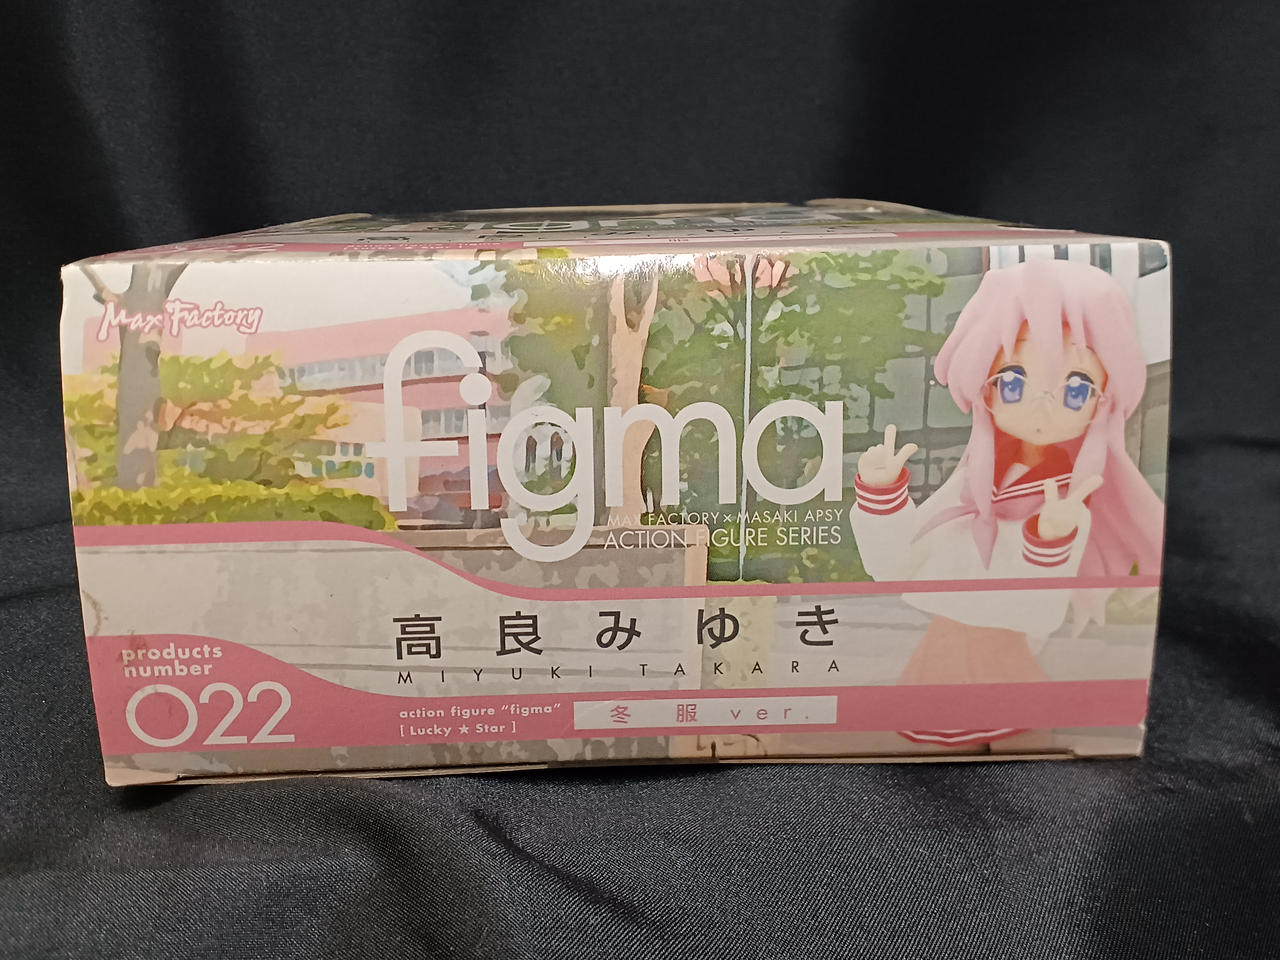 Max Factory
figma
MAX FACTORY × MASAKI APSY
ACTION FIGURE SERIES
高良みゆき
MIYUKI TAKARA
products
number
022
action figure "figma"
[ Lucky ★ Star ]
冬服 ver.